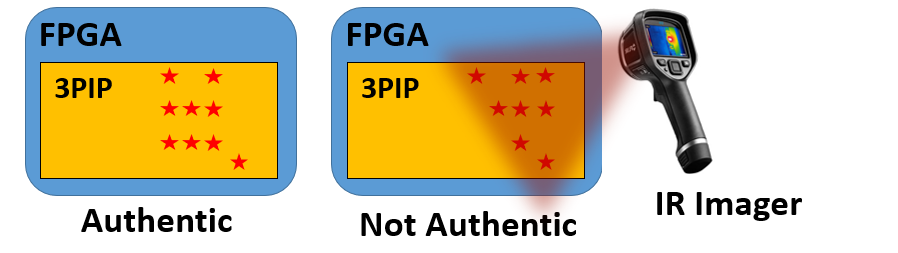 FPGA
3PIP
Authentic
FPGA
3PIP
Not Authentic
IR Imager